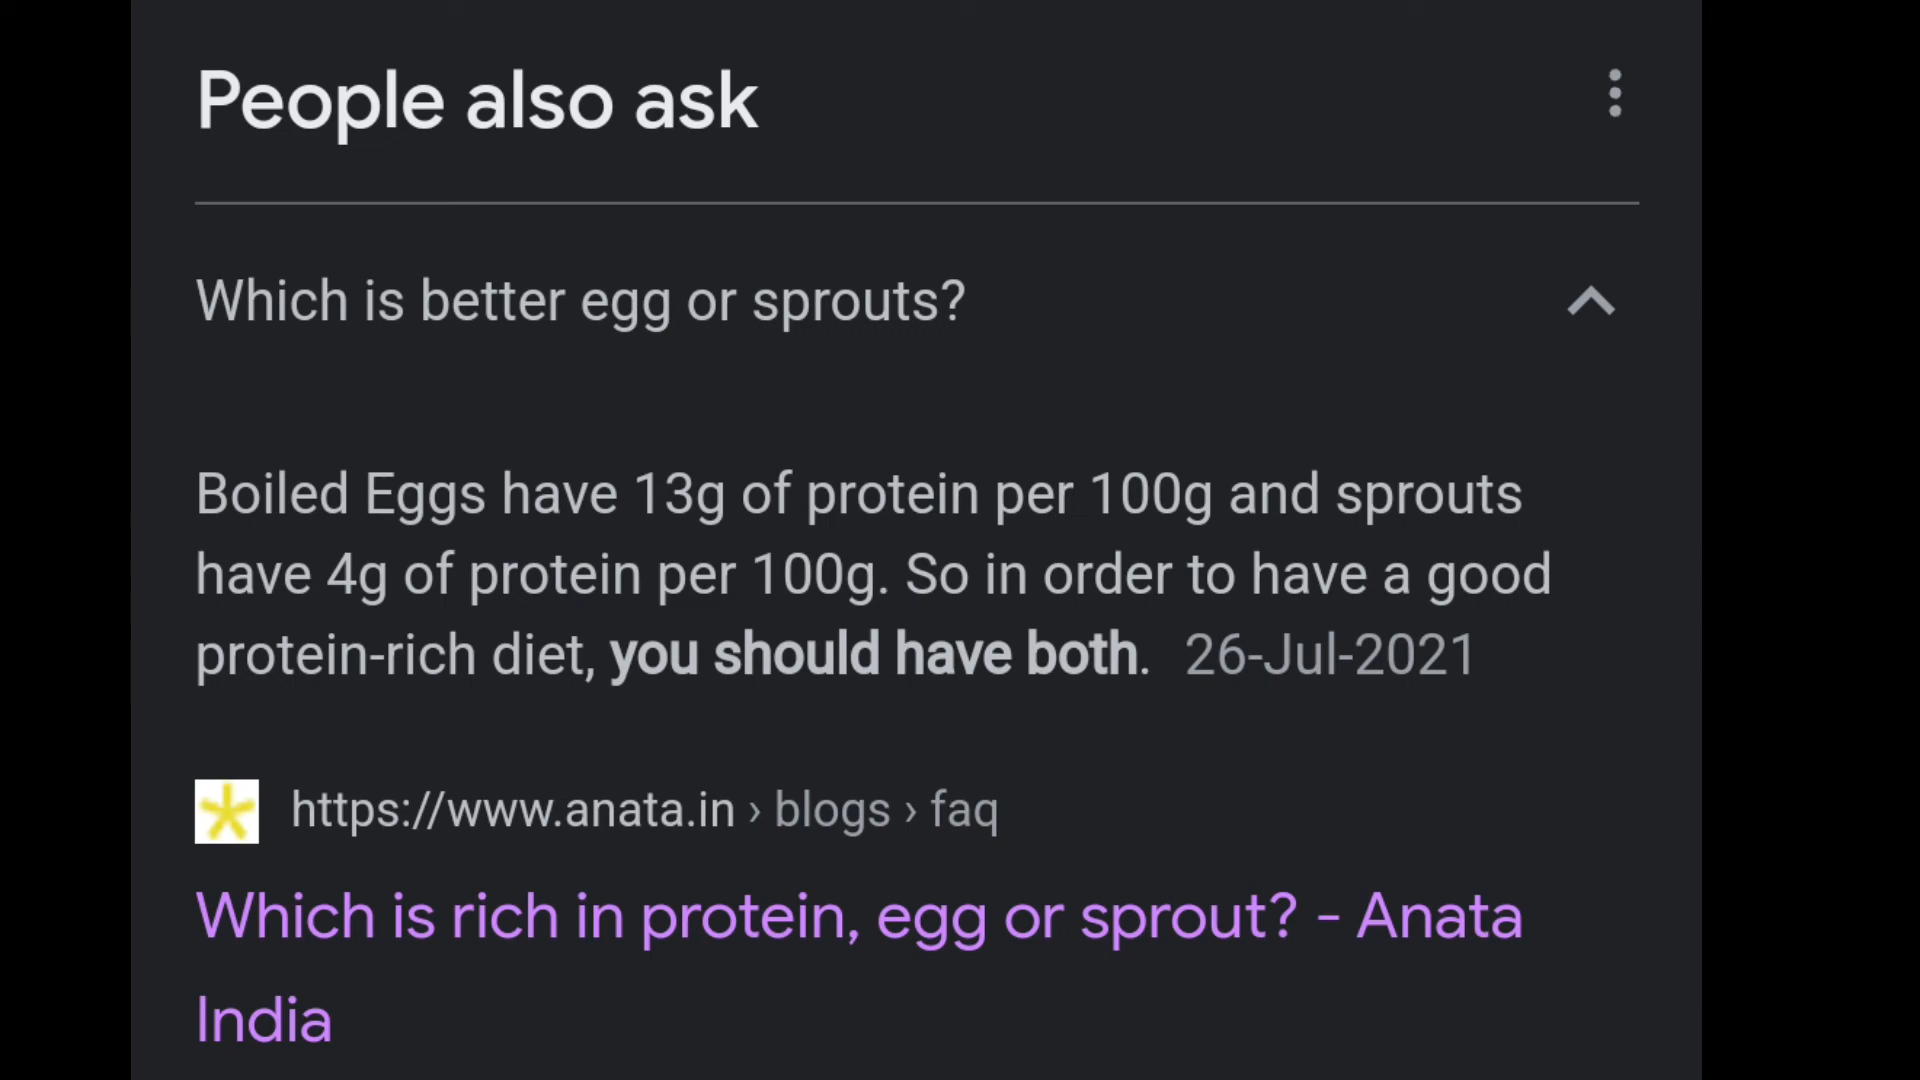 People also ask
Which is better egg or sprouts?
Boiled Eggs have 13g of protein per 100g and sprouts
have 4g of protein per 100g. So in order to have a good
protein-rich diet, you should have both. 26-Jul-2021
https://www.anata.in › blogs › faq
Which is rich in protein, egg or sprout? - Anata
India